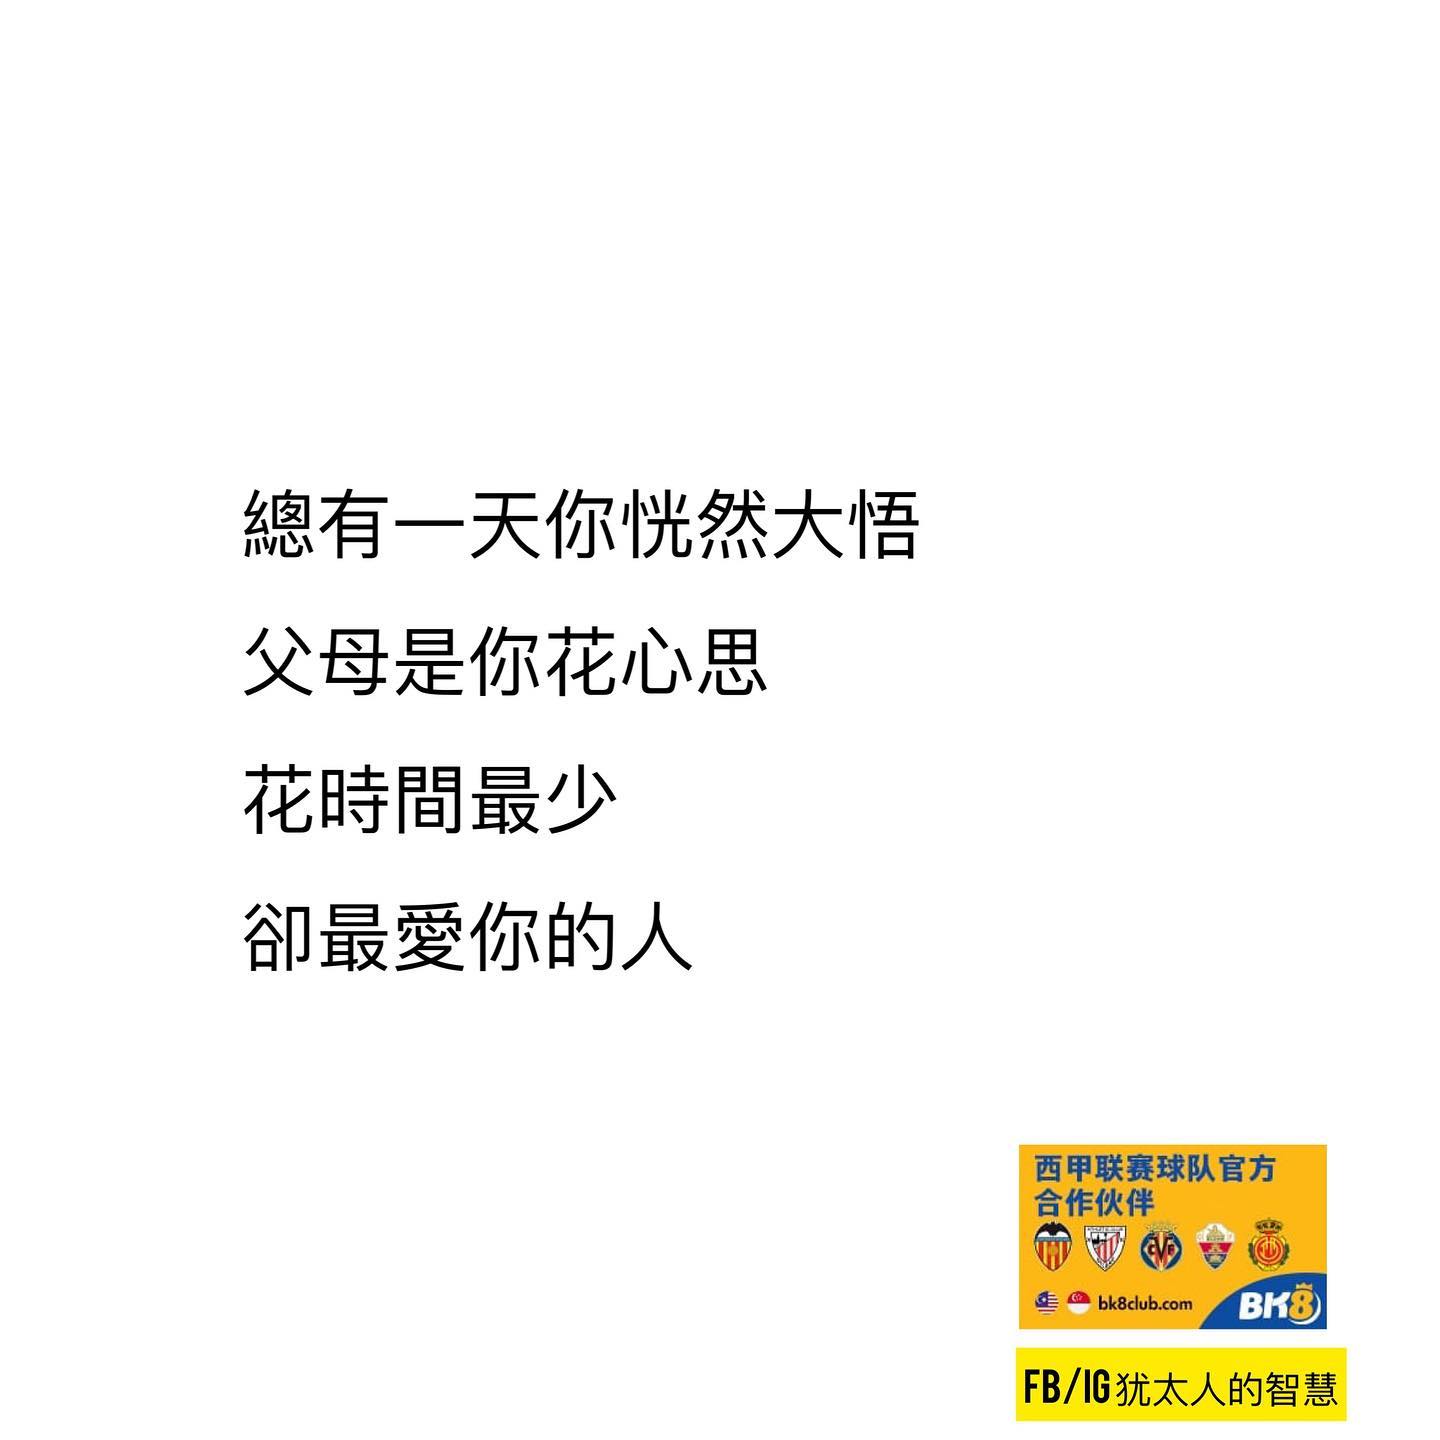 總有一天你恍然大悟
父母是你花心思
花時間最少
卻最愛你的人
西甲联赛球队官方
合作伙伴
CVF
bk8club.com
BK8
FB/IG犹太人的智慧